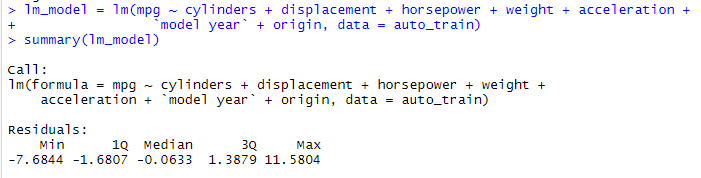 > lm_model = lm(mpg ~ cylinders + displacement + horsepower + weight + acceleration +
+ `model year` + origin, data = auto_train)
> summary(lm_model)
Call:
lm(formula = mpg ~ cylinders + displacement + horsepower + weight +
acceleration + `model year` + origin, data = auto_train)
Residuals:
Min 1Q Median 3Q Max
-7.6844 -1.6807 -0.0633 1.3879 11.5804